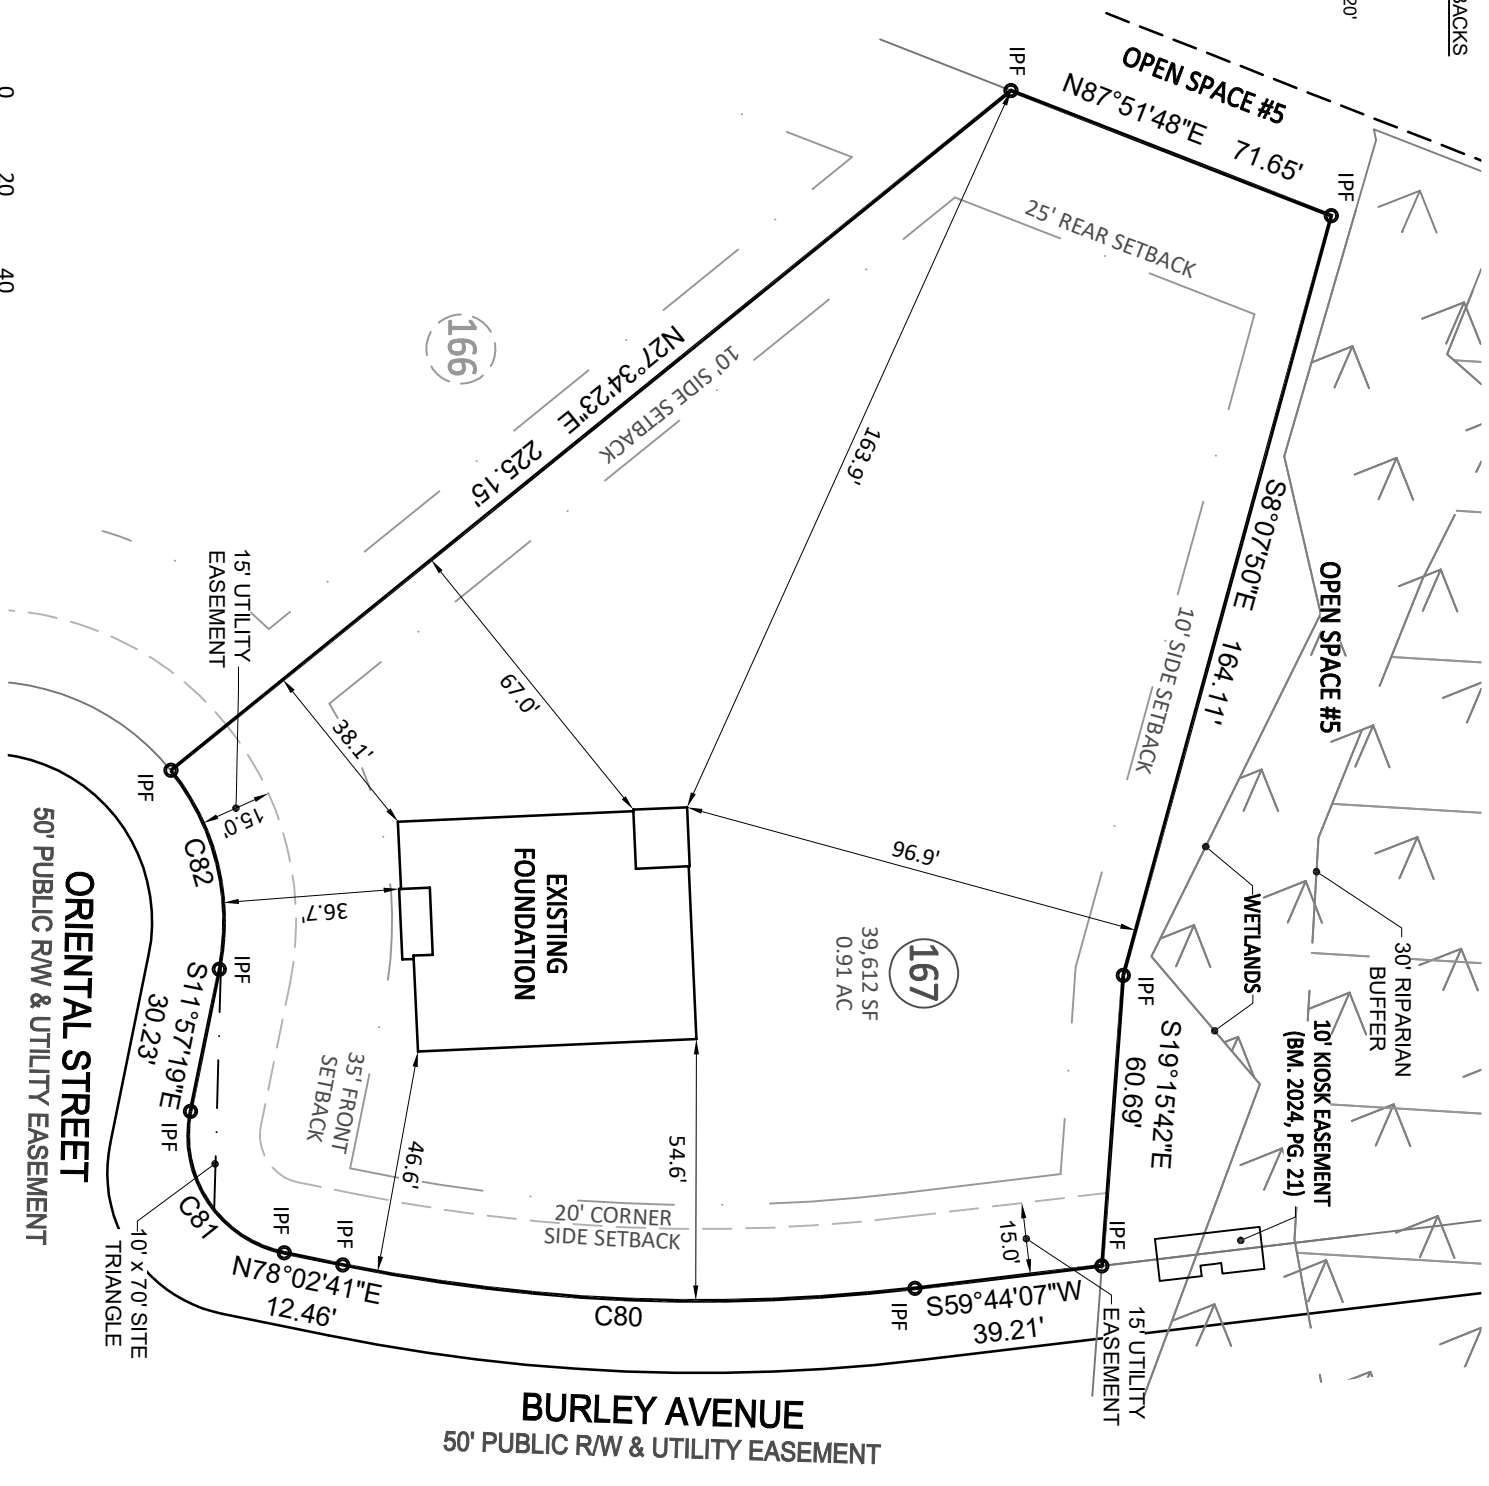 BACKS
20'
0
20
40
OPEN SPACE #5
N87°51'48"E 71.65'
IPF
IPF
25' REAR SETBACK
166
N27°34'23"E 225.15'
10' SIDE SETBACK
163.9'
S8°07'50"E 164.11'
10' SIDE SETBACK
OPEN SPACE #5
15' UTILITY
EASEMENT
67.0'
38.1'
96.9'
IPF
15.0'
C82
36.7'
EXISTING
FOUNDATION
167
39,612 SF
0.91 AC
WETLANDS
30' RIPARIAN
BUFFER
10' KIOSK EASEMENT
(BM. 2024, PG. 21)
IPF
S19°15'42"E
60.69'
IPF
S11°57'19"E
30.23'
IPF
ORIENTAL STREET
50' PUBLIC R/W & UTILITY EASEMENT
35' FRONT
SETBACK
46.6'
54.6'
20' CORNER
SIDE SETBACK
15.0'
IPF
C81
10' x 70' SITE
TRIANGLE
IPF
IPF
N78°02'41"E
12.46'
C80
IPF
S59°44'07"W
39.21'
15' UTILITY
EASEMENT
BURLEY AVENUE
50' PUBLIC R/W & UTILITY EASEMENT